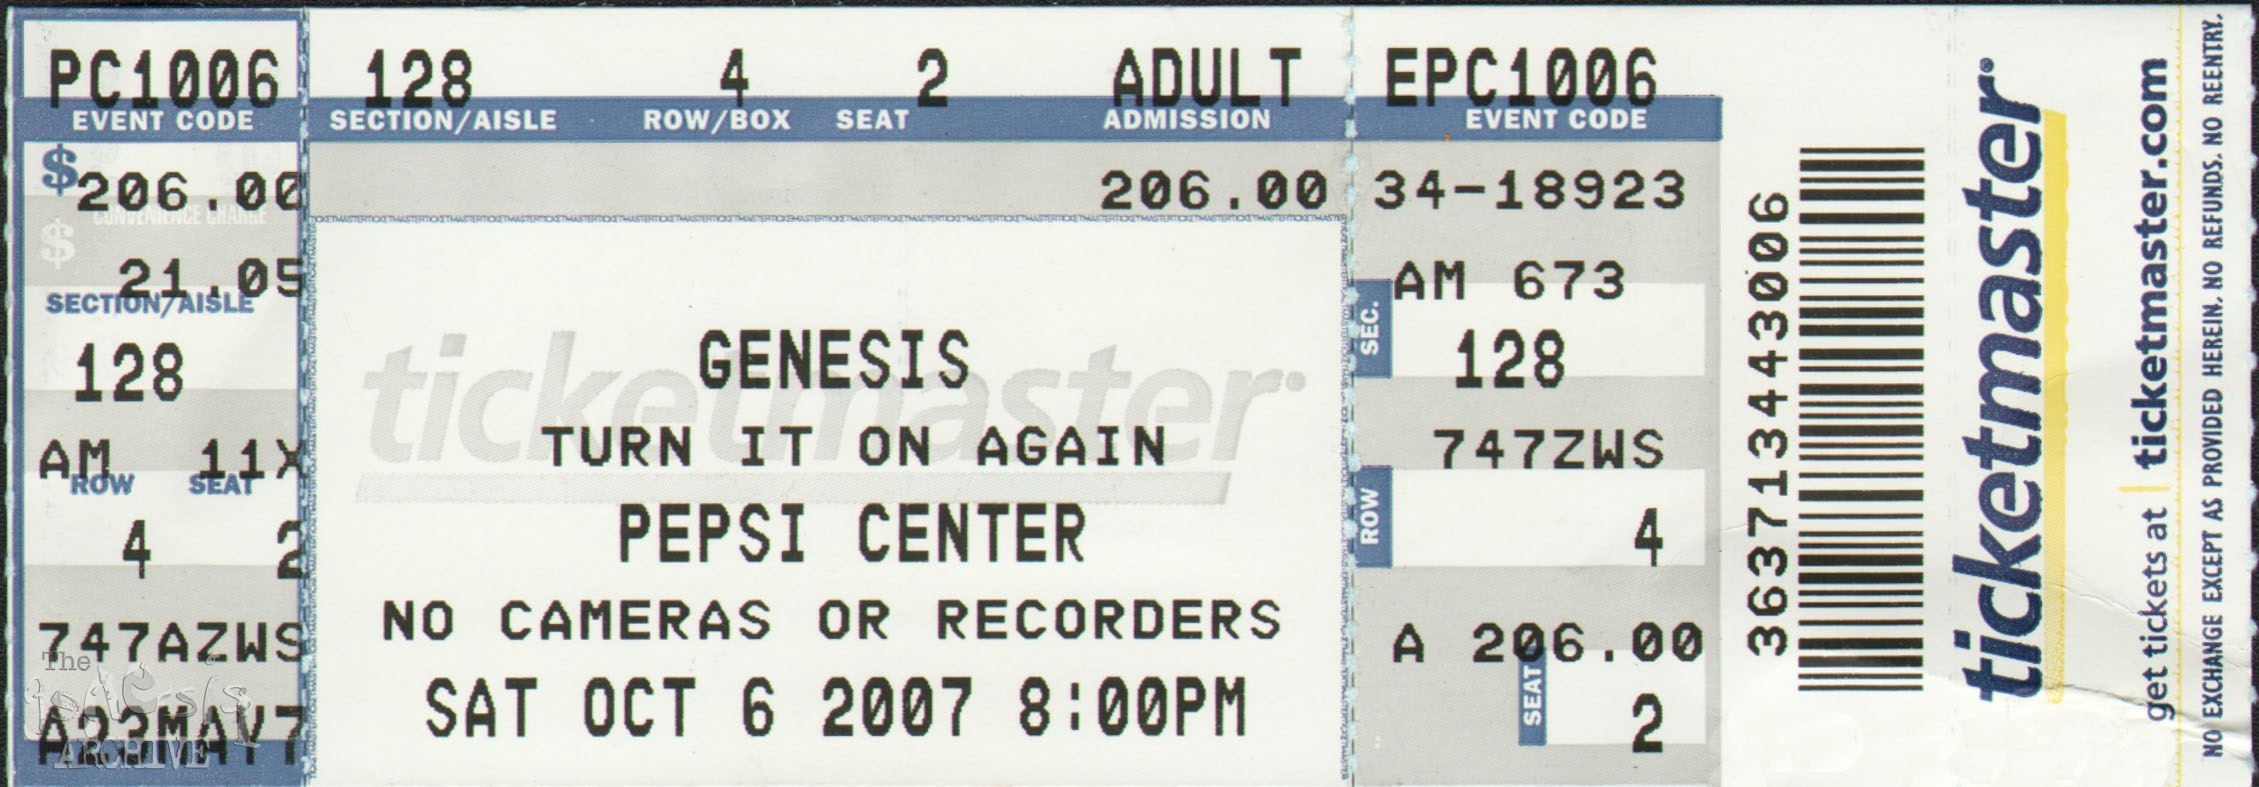 PC1006
EVENT CODE
$206.00
CONVENIENCE CHARGE
$
21.05
SECTION/AISLE
128
AM 11X
ROW SEAT
4 2
747AZWS
A23MAY7
The
ARCHIVE
128 4 2 ADULT
SECTION/AISLE ROW/BOX SEAT ADMISSION
206.00
ticketmaster
GENESIS
TURN IT ON AGAIN
PEPSI CENTER
NO CAMERAS OR RECORDERS
SAT OCT 6 2007 8:00PM
EPC1006
EVENT CODE
34-18923
AM 673
SEC. 128
747ZWS
ROW 4
A 206.00
SEAT 2
363713443006
ticketmaster
get tickets at | ticketmaster.com
NO EXCHANGE EXCEPT AS PROVIDED HEREIN. NO REFUNDS. NO REENTRY.